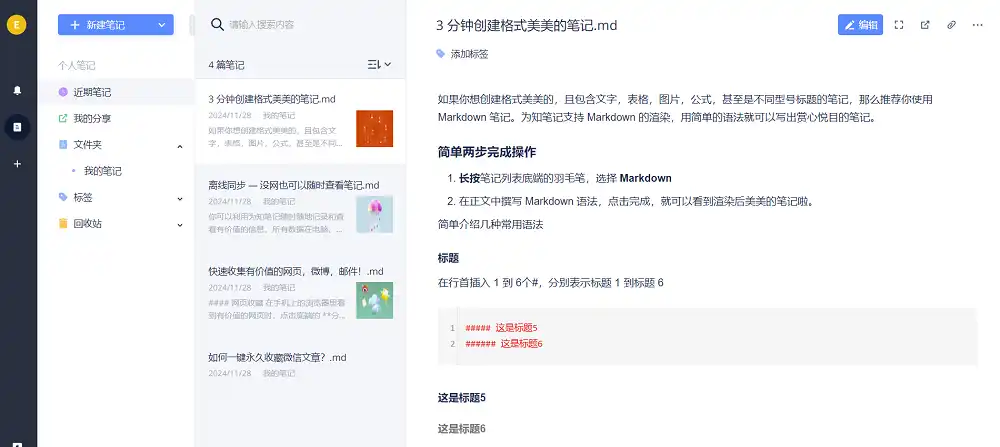 E
新建笔记
个人笔记
近期笔记
我的分享
文件夹
我的笔记
标签
回收站
请输入搜索内容
4 篇笔记
3 分钟创建格式美美的笔记.md
2024/11/28 我的笔记
如果你想创建格式美美的，且包含文
字，表格，图片，公式，甚至是不同...
离线同步 — 没网也可以随时查看笔记.md
2024/11/28 我的笔记
你可以利用为知笔记随时随地记录和查
看有价值的信息。所有数据在电脑、...
快速收集有价值的网页，微博，邮件！.md
2024/11/28 我的笔记
#### 网页收藏 在手机上的浏览器里看
到有价值的网页时，点击底端的 **分...
如何一键永久收藏微信文章？.md
2024/11/28 我的笔记
3 分钟创建格式美美的笔记.md
编辑
添加标签
如果你想创建格式美美的，且包含文字，表格，图片，公式，甚至是不同型号标题的笔记，那么推荐你使用
Markdown 笔记。为知笔记支持 Markdown 的渲染，用简单的语法就可以写出赏心悦目的笔记。
简单两步完成操作
1. 长按笔记列表底端的羽毛笔，选择 Markdown
2. 在正文中撰写 Markdown 语法，点击完成，就可以看到渲染后美美的笔记啦。
简单介绍几种常用语法
标题
在行首插入 1 到 6个#，分别表示标题 1 到标题 6
1 ##### 这是标题5
2 ###### 这是标题6
这是标题5
这是标题6